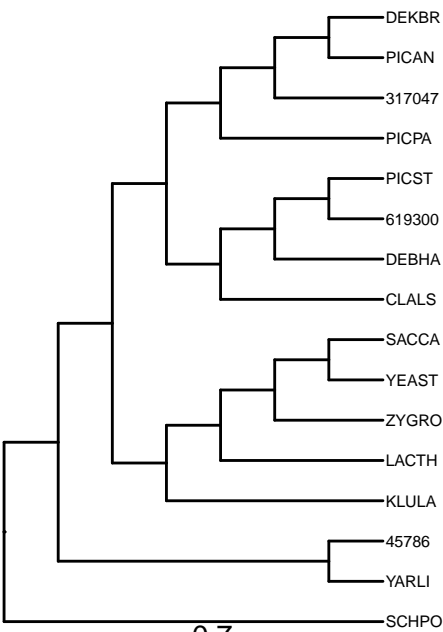 DEKBR
PICAN
317047
PICPA
PICST
619300
DEBHA
CLALS
SACCA
YEAST
ZYGRO
LACTH
KLULA
45786
YARLI
SCHPO